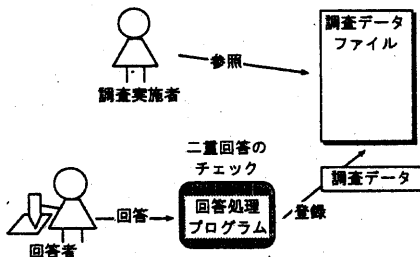 調査データ
ファイル
参照
調査実施者
二重回答の
チェック
調査データ
回答処理
プログラム
回答
登録
回答者